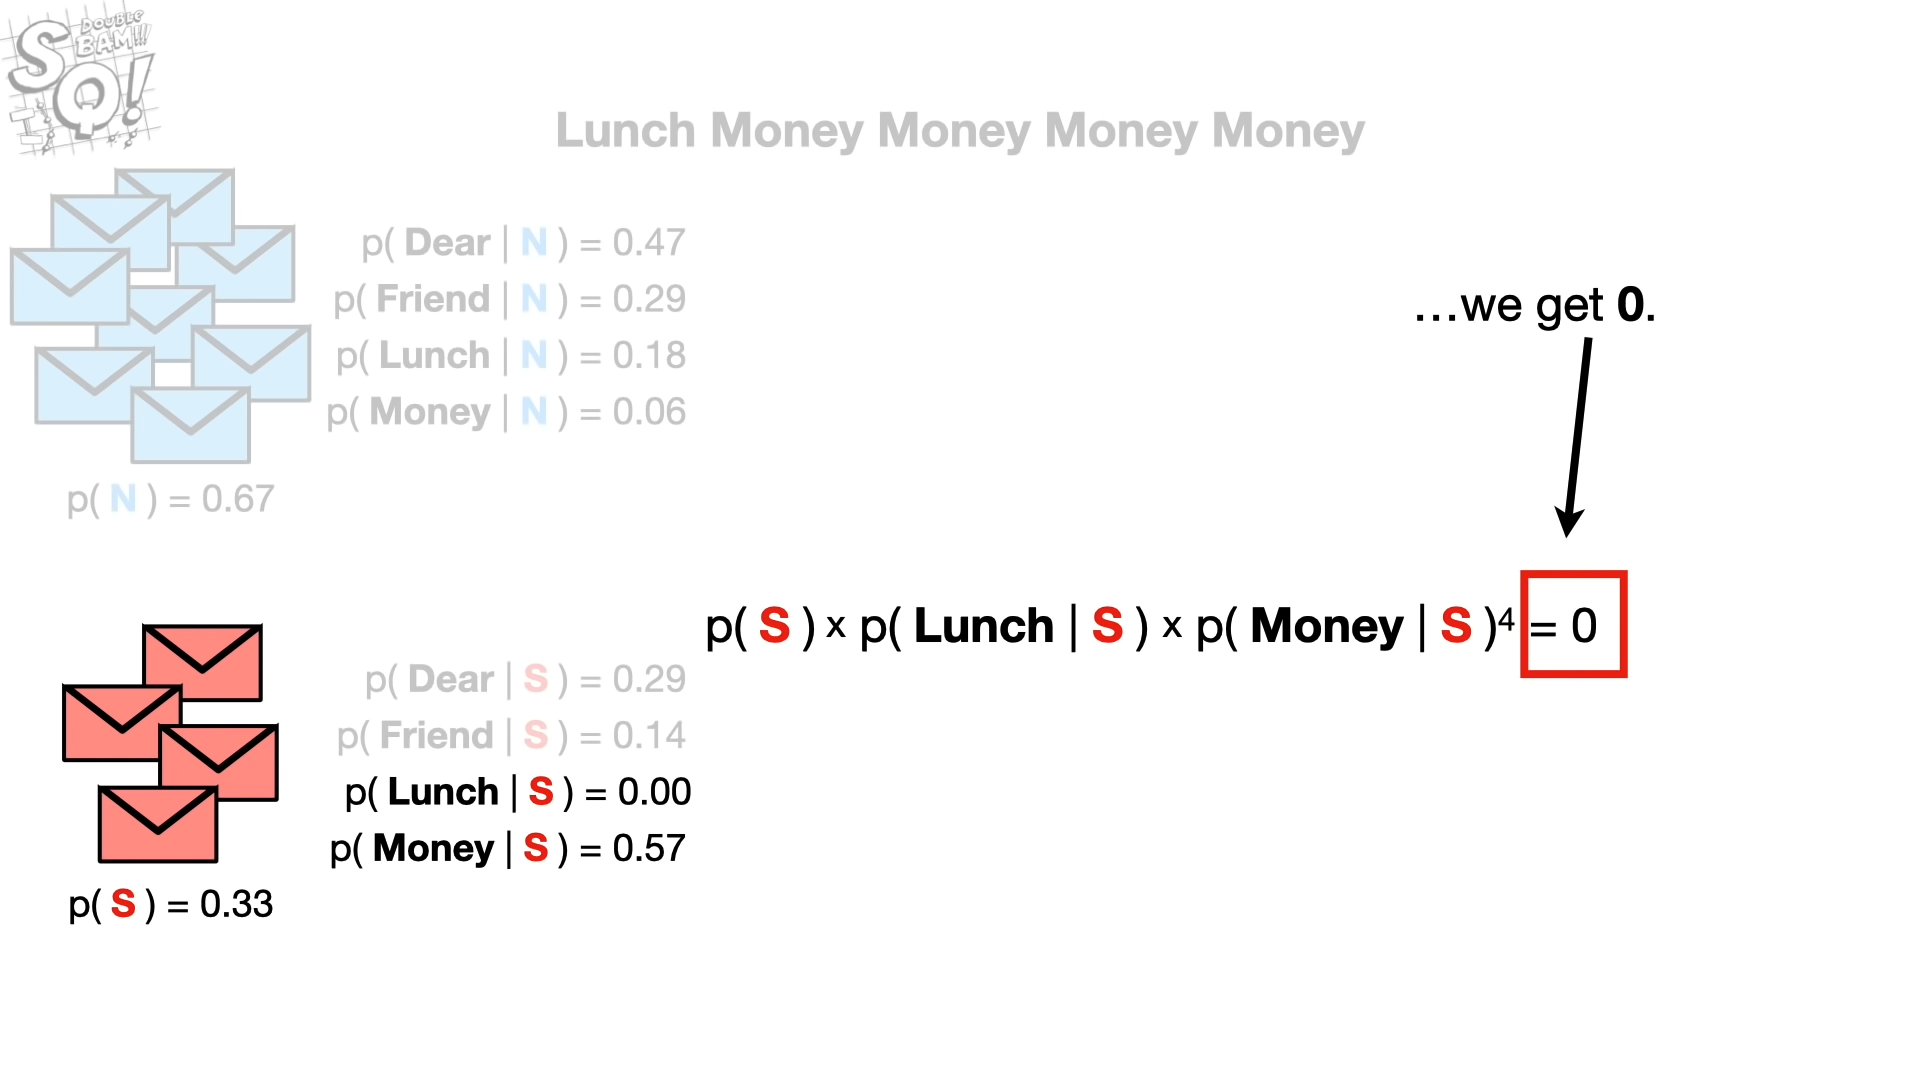 DOUBLE
BAM!!!
SQ!
Lunch Money Money Money Money
p( Dear | N ) = 0.47
p( Friend | N ) = 0.29
p( Lunch | N ) = 0.18
p( Money | N ) = 0.06
p( N ) = 0.67
...we get 0.
p( S ) x p( Lunch | S ) x p( Money | S )⁴ = 0
p( Dear | S ) = 0.29
p( Friend | S ) = 0.14
p( Lunch | S ) = 0.00
p( Money | S ) = 0.57
p( S ) = 0.33